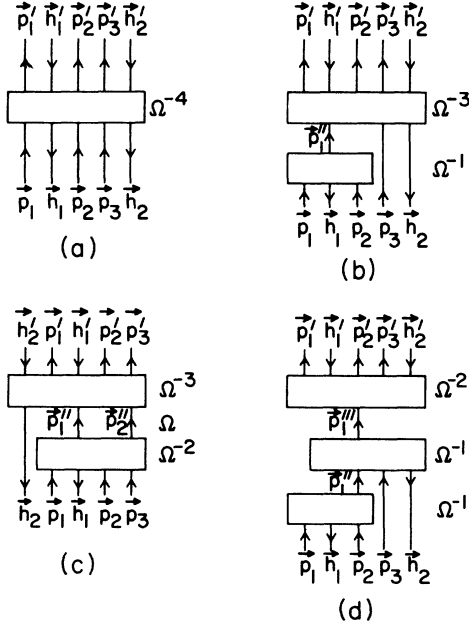 p⃗₁′ h⃗₁′ p⃗₂′ p⃗₃′ h⃗₂′
Ω⁻⁴
p⃗₁ h⃗₁ p⃗₂ p⃗₃ h⃗₂
(a)
p⃗₁′ h⃗₁′ p⃗₂′ p⃗₃′ h⃗₂′
Ω⁻³
p⃗₁″
Ω⁻¹
p⃗₁ h⃗₁ p⃗₂ p⃗₃ h⃗₂
(b)
h⃗₂′ p⃗₁′ h⃗₁′ p⃗₂′ p⃗₃′
Ω⁻³
p⃗₁″ p⃗₂″ Ω
Ω⁻²
h⃗₂ p⃗₁ h⃗₁ p⃗₂ p⃗₃
(c)
p⃗₁′ h⃗₁′ p⃗₂′ p⃗₃′ h⃗₂′
Ω⁻²
p⃗₁‴
Ω⁻¹
p⃗₁″
Ω⁻¹
p⃗₁ h⃗₁ p⃗₂ p⃗₃ h⃗₂
(d)